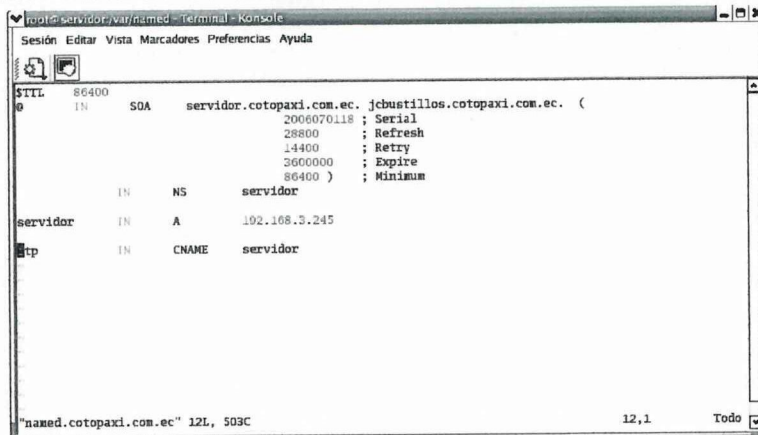 root@servidor:/var/named - Terminal - Konsole
Sesión Editar Vista Marcadores Preferencias Ayuda
$TTL 86400
@ IN SOA servidor.cotopaxi.com.ec. jcbustillos.cotopaxi.com.ec. (
2006070118 ; Serial
28800 ; Refresh
14400 ; Retry
3600000 ; Expire
86400 ) ; Minimum
IN NS servidor
servidor IN A 192.168.3.245
ftp IN CNAME servidor
"named.cotopaxi.com.ec" 12L, 503C 12,1 Todo